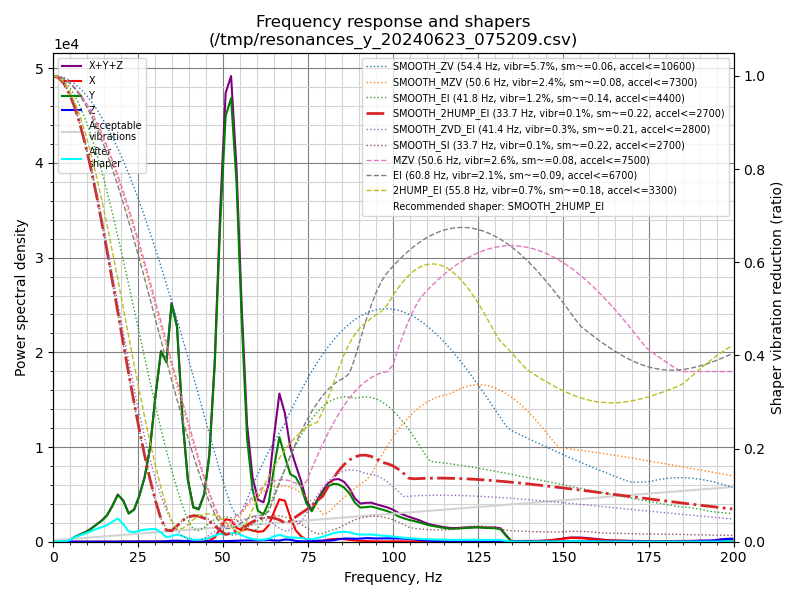 Frequency response and shapers
(/tmp/resonances_y_20240623_075209.csv)
1e4
X+Y+Z
X
Y
Z
Acceptable
vibrations
After
shaper
SMOOTH_ZV (54.4 Hz, vibr=5.7%, sm~=0.06, accel<=10600)
SMOOTH_MZV (50.6 Hz, vibr=2.4%, sm~=0.08, accel<=7300)
SMOOTH_EI (41.8 Hz, vibr=1.2%, sm~=0.14, accel<=4400)
SMOOTH_2HUMP_EI (33.7 Hz, vibr=0.1%, sm~=0.22, accel<=2700)
SMOOTH_ZVD_EI (41.4 Hz, vibr=0.3%, sm~=0.21, accel<=2800)
SMOOTH_SI (33.7 Hz, vibr=0.1%, sm~=0.22, accel<=2700)
MZV (50.6 Hz, vibr=2.6%, sm~=0.08, accel<=7500)
EI (60.8 Hz, vibr=2.1%, sm~=0.09, accel<=6700)
2HUMP_EI (55.8 Hz, vibr=0.7%, sm~=0.18, accel<=3300)
Recommended shaper: SMOOTH_2HUMP_EI
Power spectral density
5
4
3
2
1
0
Shaper vibration reduction (ratio)
1.0
0.8
0.6
0.4
0.2
0.0
0 25 50 75 100 125 150 175 200
Frequency, Hz